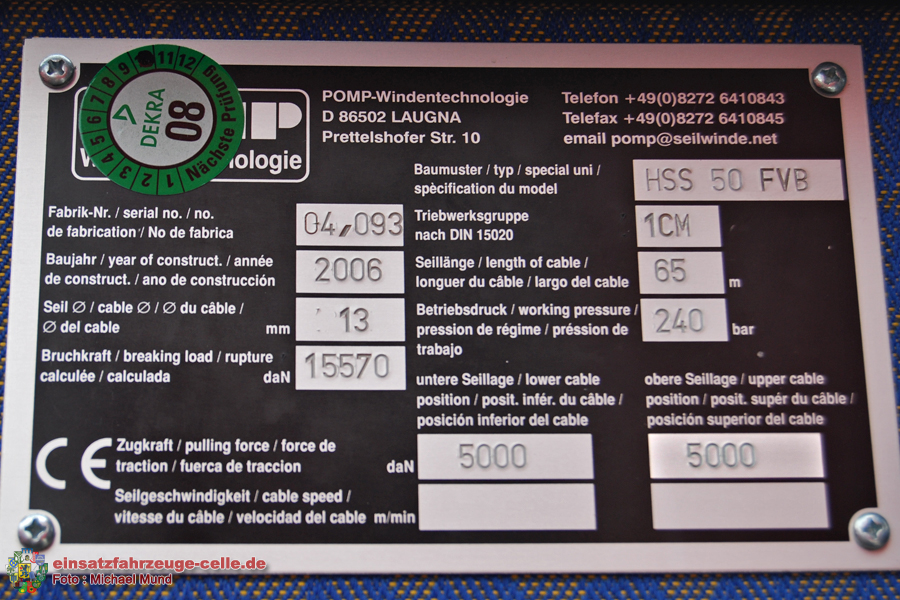 9 11 12
8
7
6
5
4
3
2
1
DEKRA
08
Nächste Prüfung
MP
nologie
POMP-Windentechnologie
D 86502 LAUGNA
Prettelshofer Str. 10
Telefon +49(0)8272 6410843
Telefax +49(0)8272 6410845
email pomp@seilwinde.net
Baumuster / typ / special uni /
spècification du model
HSS 50 FVB
Fabrik-Nr. / serial no. / no.
de fabrication / No de fabrica
04,093
Triebwerksgruppe
nach DIN 15020
1CM
Baujahr / year of construct. / année
de construct. / ano de construcción
2006
Seillänge / length of cable /
longuer du câble / largo del cable
65 m
Seil Ø / cable Ø / Ø du câble /
Ø del cable mm
13
Betriebsdruck / working pressure /
pression de régime / préssion de
trabajo
240 bar
Bruchkraft / breaking load / rupture
calculée / calculada daN
15570
untere Seillage / lower cable
position / posit. infér. du câble /
posición inferior del cable
obere Seillage / upper cable
position / posit. supér du câble /
posición superior del cable
CE
Zugkraft / pulling force / force de
traction / fuerca de traccion daN
5000
5000
Seilgeschwindigkeit / cable speed /
vitesse du câble / velocidad del cable m/min
einsatzfahrzeuge-celle.de
Foto : Michael Mund